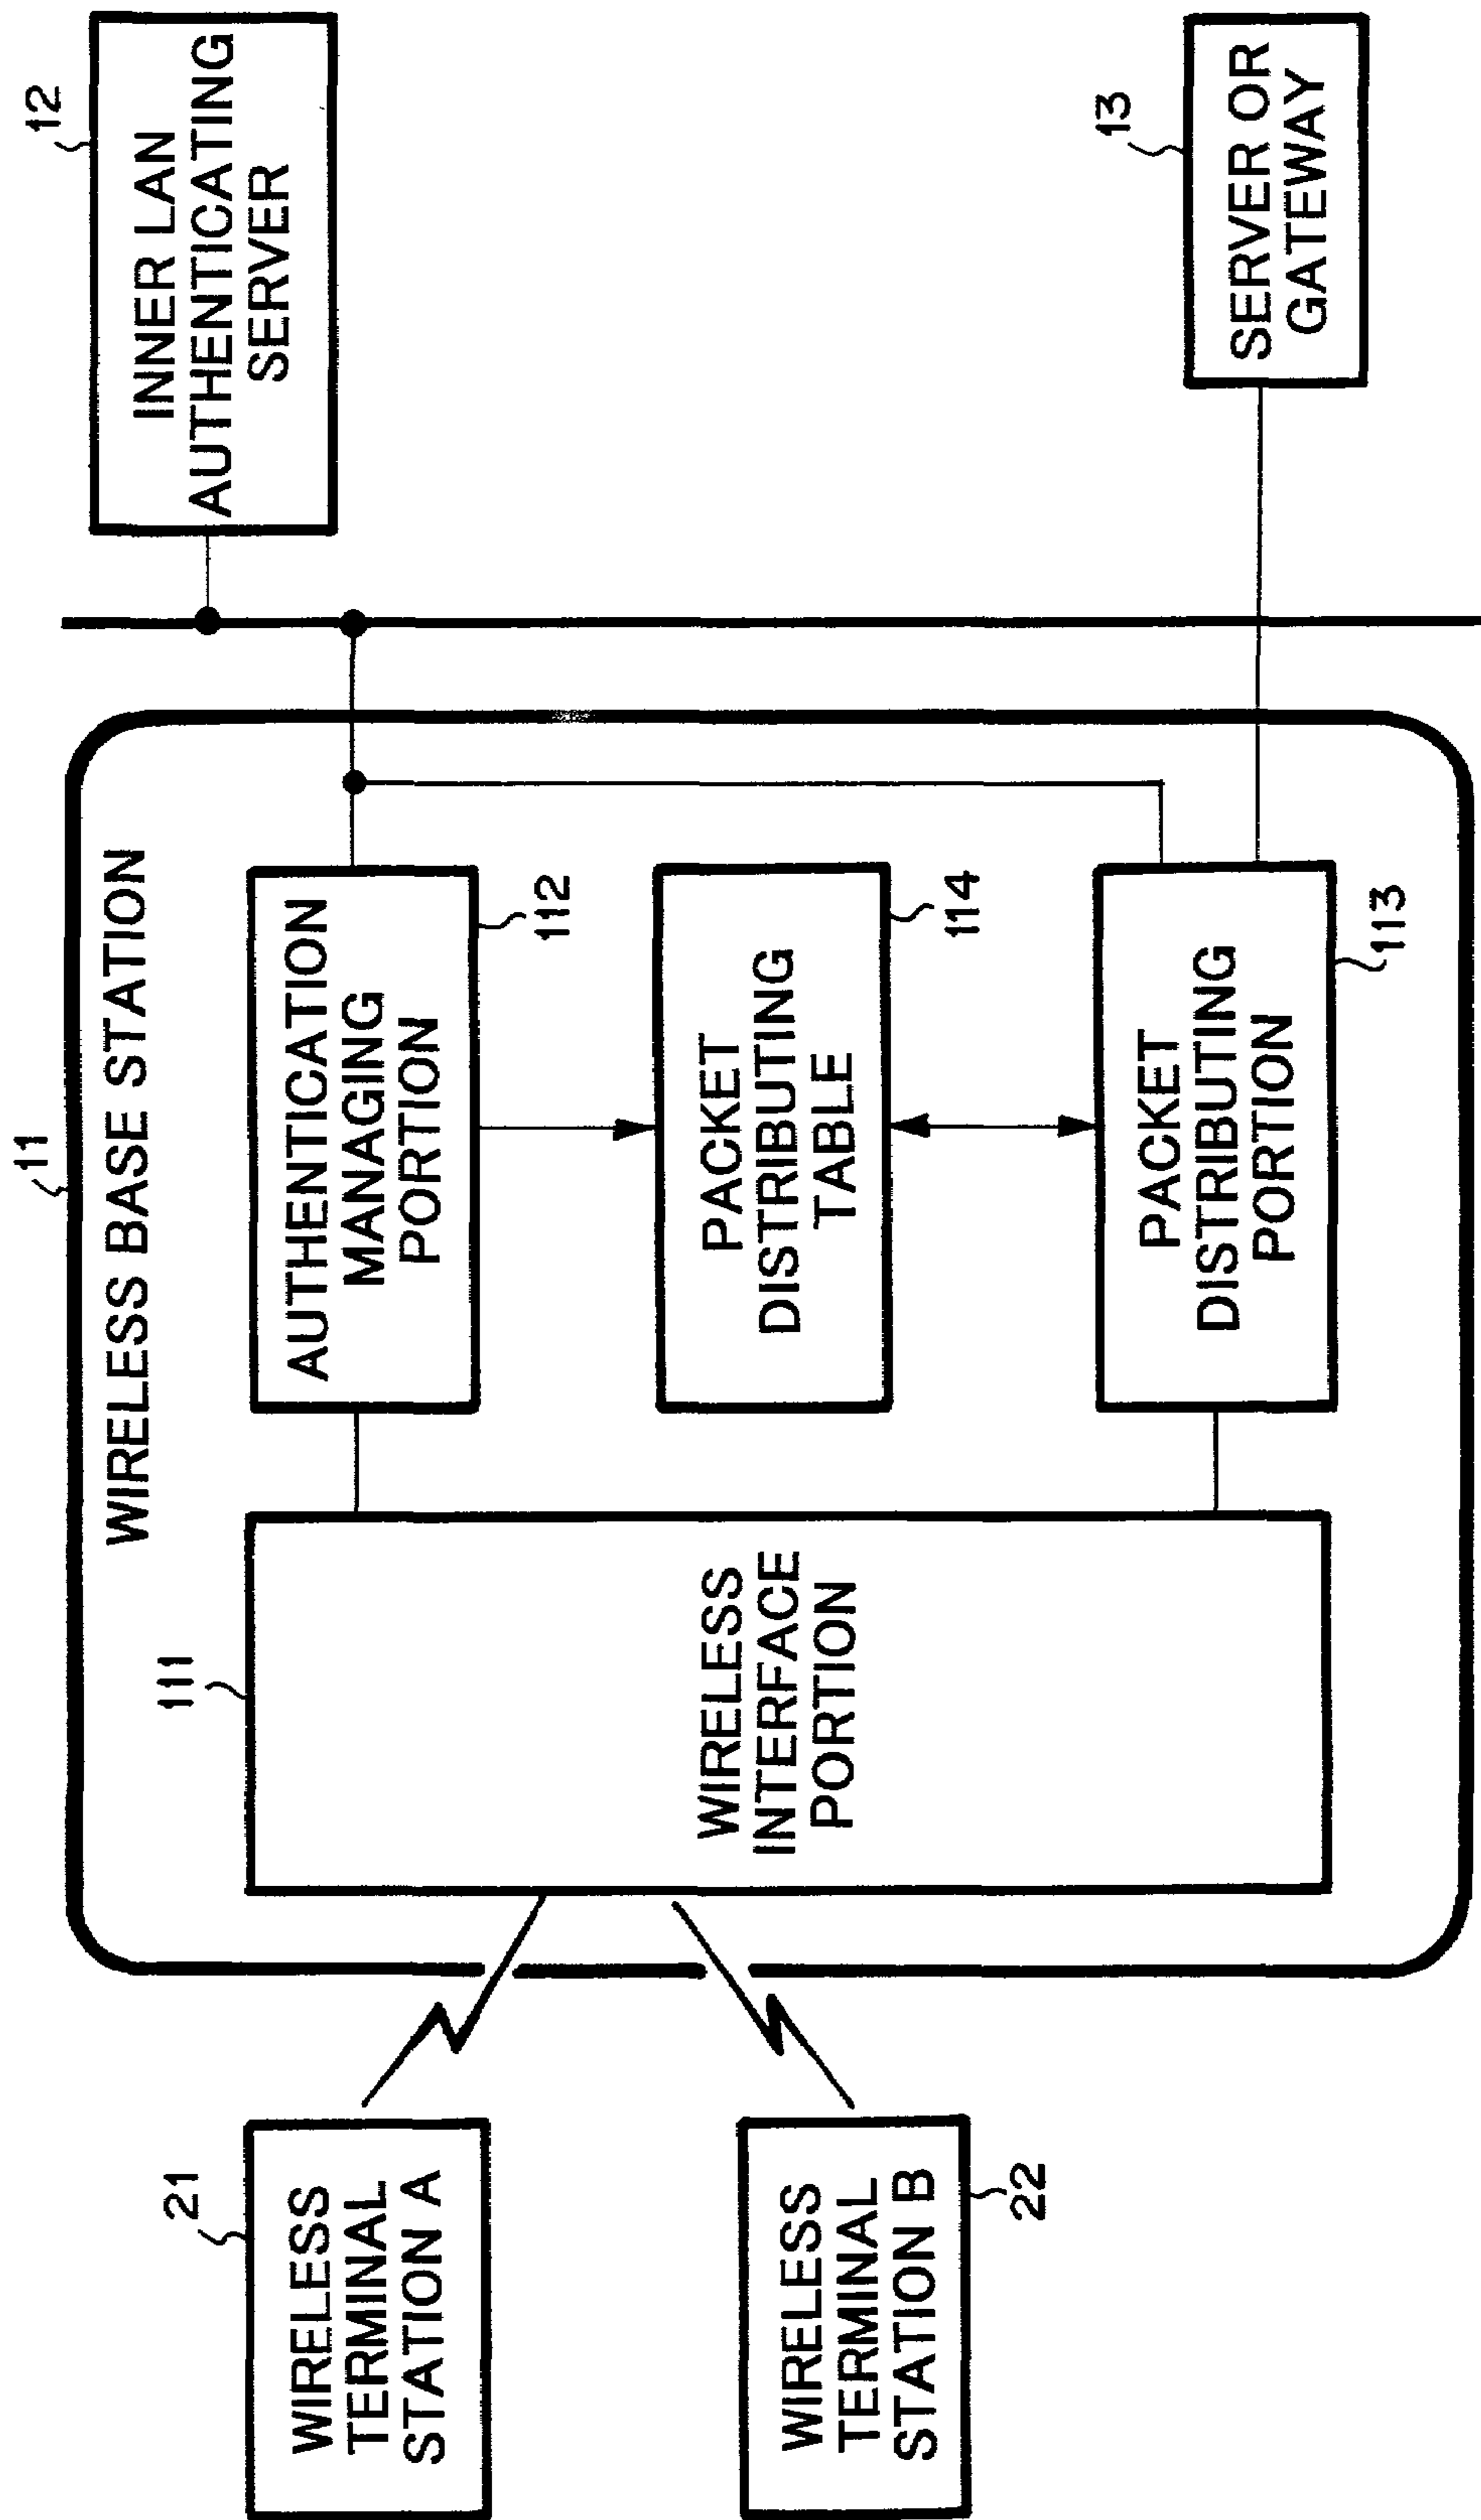 11
WIRELESS BASE STATION
21
WIRELESS
TERMINAL
STATION A
WIRELESS
TERMINAL
STATION B
22
111
WIRELESS
INTERFACE
PORTION
AUTHENTICATION
MANAGING
PORTION
112
PACKET
DISTRIBUTING
TABLE
114
PACKET
DISTRIBUTING
PORTION
113
12
INNER LAN
AUTHENTICATING
SERVER
13
SERVER OR
GATEWAY